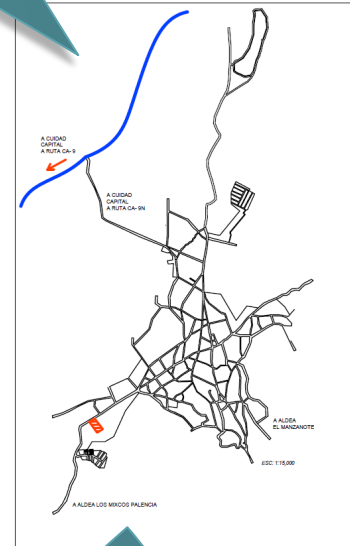 A CUIDAD
CAPITAL
A RUTA CA- 9
A CUIDAD
CAPITAL
A RUTA CA- 9N
A ALDEA
EL MANZANOTE
ESC: 1:15,000
A ALDEA LOS MIXCOS PALENCIA